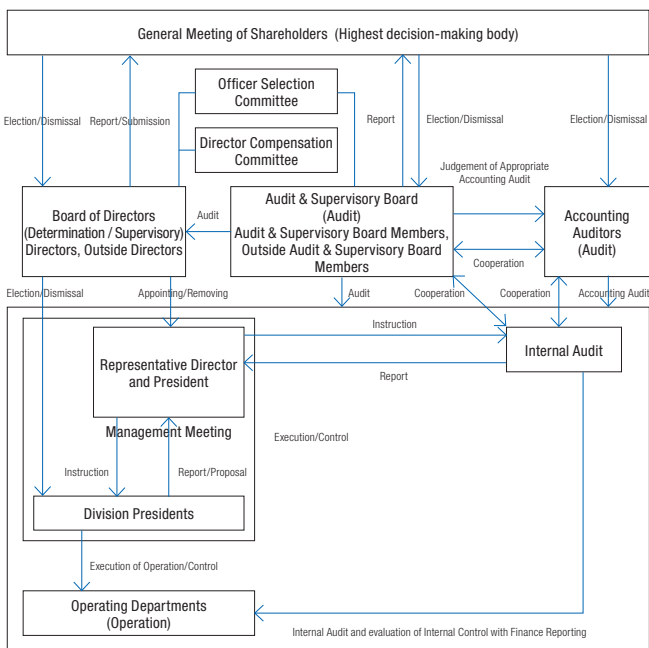 General Meeting of Shareholders (Highest decision-making body)
Officer Selection
Committee
Election/Dismissal
Report/Submission
Report
Election/Dismissal
Election/Dismissal
Director Compensation
Committee
Judgement of Appropriate
Accounting Audit
Board of Directors
(Determination / Supervisory)
Directors, Outside Directors
Audit
Audit & Supervisory Board
(Audit)
Audit & Supervisory Board Members,
Outside Audit & Supervisory Board
Members
Accounting
Auditors
(Audit)
Cooperation
Election/Dismissal
Appointing/Removing
Audit
Cooperation
Cooperation
Accounting Audit
Instruction
Representative Director
and President
Internal Audit
Report
Management Meeting
Execution/Control
Instruction
Report/Proposal
Division Presidents
Execution of Operation/Control
Operating Departments
(Operation)
Internal Audit and evaluation of Internal Control with Finance Reporting